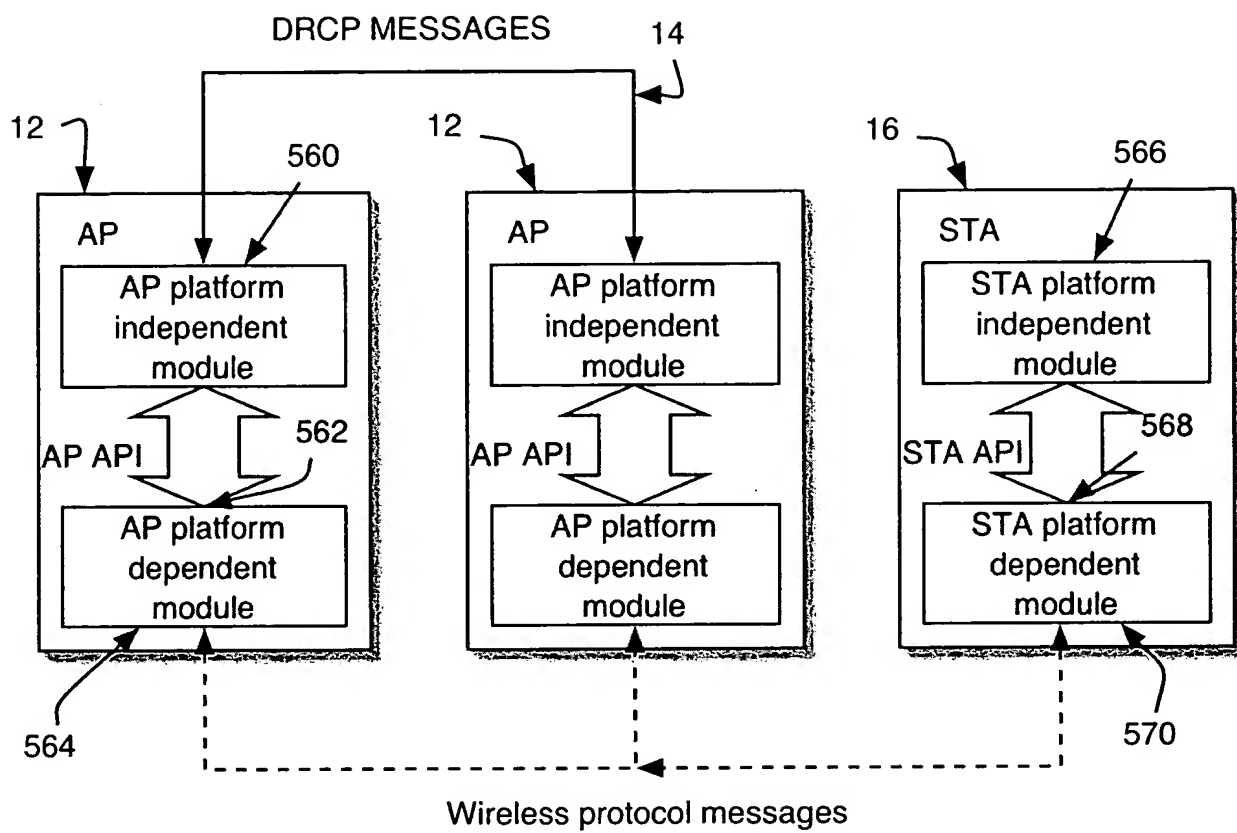 DRCP MESSAGES
14
12
560
12
16
566
AP
AP platform
independent
module
AP API
562
AP platform
dependent
module
564
AP
AP platform
independent
module
AP API
AP platform
dependent
module
STA
STA platform
independent
module
STA API
568
STA platform
dependent
module
570
Wireless protocol messages